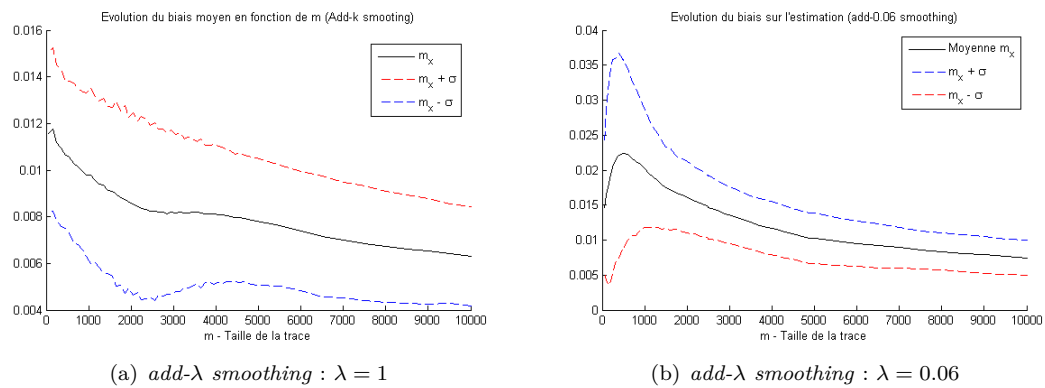 Evolution du biais moyen en fonction de m (Add-k smooting)
0.016
0.014
0.012
0.01
0.008
0.006
0.004
0 1000 2000 3000 4000 5000 6000 7000 8000 9000 10000
m - Taille de la trace
m_x
m_x + σ
m_x - σ
(a) add-λ smoothing : λ = 1
Evolution du biais sur l'estimation (add-0.06 smoothing)
0.04
0.035
0.03
0.025
0.02
0.015
0.01
0.005
0
0 1000 2000 3000 4000 5000 6000 7000 8000 9000 10000
m - Taille de la trace
Moyenne m_x
m_x + σ
m_x - σ
(b) add-λ smoothing : λ = 0.06